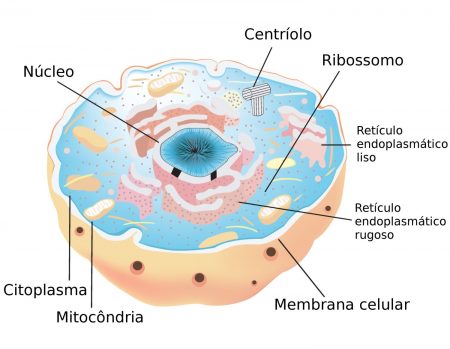 Centríolo
Ribossomo
Núcleo
Retículo
endoplasmático
liso
Retículo
endoplasmático
rugoso
Citoplasma
Mitocôndria
Membrana celular